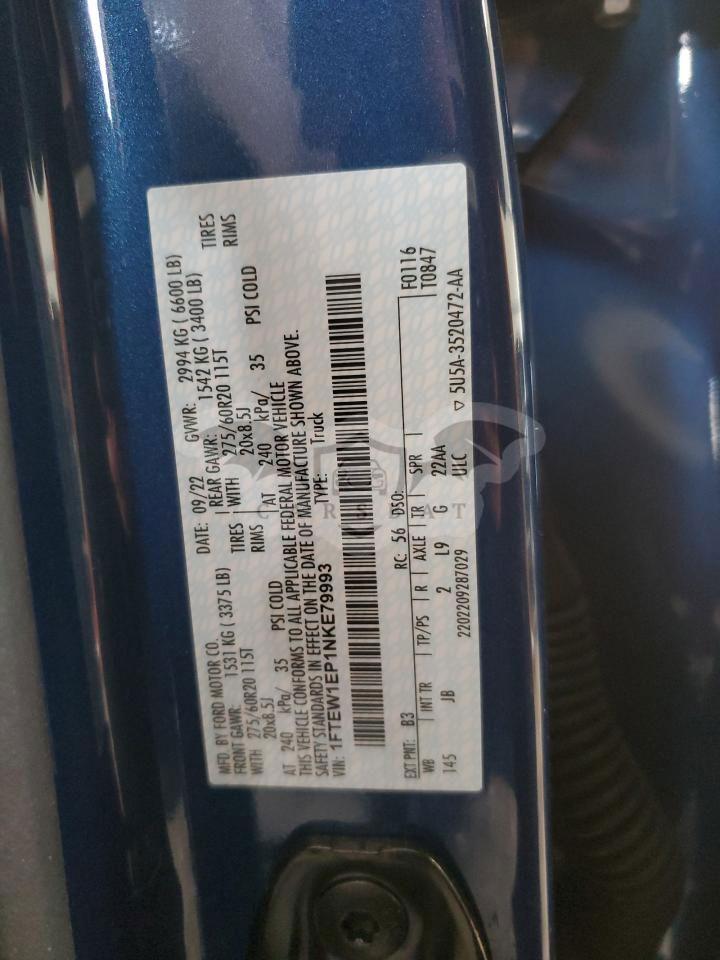 MFD. BY FORD MOTOR CO. DATE: 09/22 GVWR: 2994 KG ( 6600 LB)
FRONT GAWR: 1531 KG ( 3375 LB) REAR GAWR: 1542 KG ( 3400 LB)
WITH 275/60R20 115T TIRES WITH 275/60R20 115T TIRES
20x8.5J RIMS 20x8.5J RIMS
AT 240 kPa/ 35 PSI COLD AT 240 kPa/ 35 PSI COLD
THIS VEHICLE CONFORMS TO ALL APPLICABLE FEDERAL MOTOR VEHICLE
SAFETY STANDARDS IN EFFECT ON THE DATE OF MANUFACTURE SHOWN ABOVE.
VIN: 1FTEW1EP1NKE79993 TYPE: Truck
EXT PNT: B3 RC: 56 DSO: F0116
WB INT TR TP/PS R AXLE TR SPR T0847
145 JB 2 L9 G 22AA
2202209287029 ULC ▽ 5U5A-3520472-AA